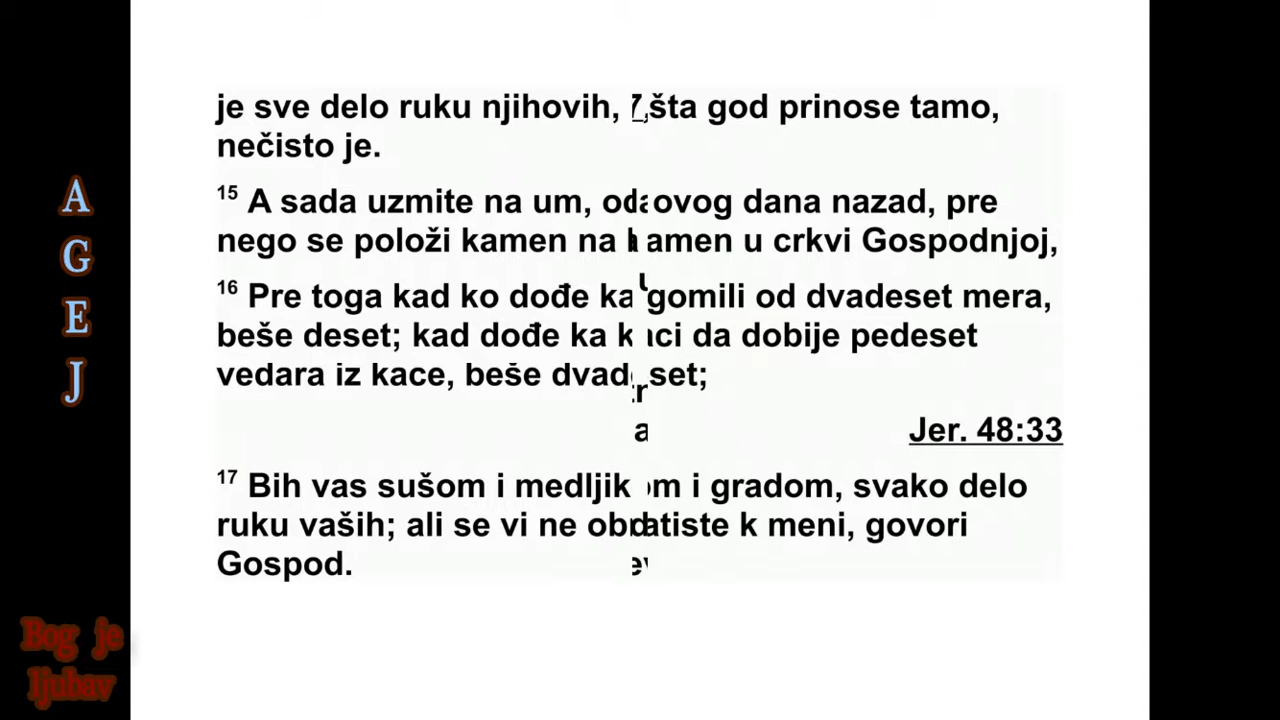 je sve delo ruku njihovih, šta god prinose tamo,
nečisto je.
15 A sada uzmite na um, od ovog dana nazad, pre
nego se položi kamen na kamen u crkvi Gospodnjoj,
16 Pre toga kad ko dođe ka gomili od dvadeset mera,
beše deset; kad dođe ka kaci da dobije pedeset
vedara iz kace, beše dvadeset;
Jer. 48:33
17 Bih vas sušom i medljikom i gradom, svako delo
ruku vaših; ali se vi ne obratiste k meni, govori
Gospod.
AGEJ
Bog je
ljubav